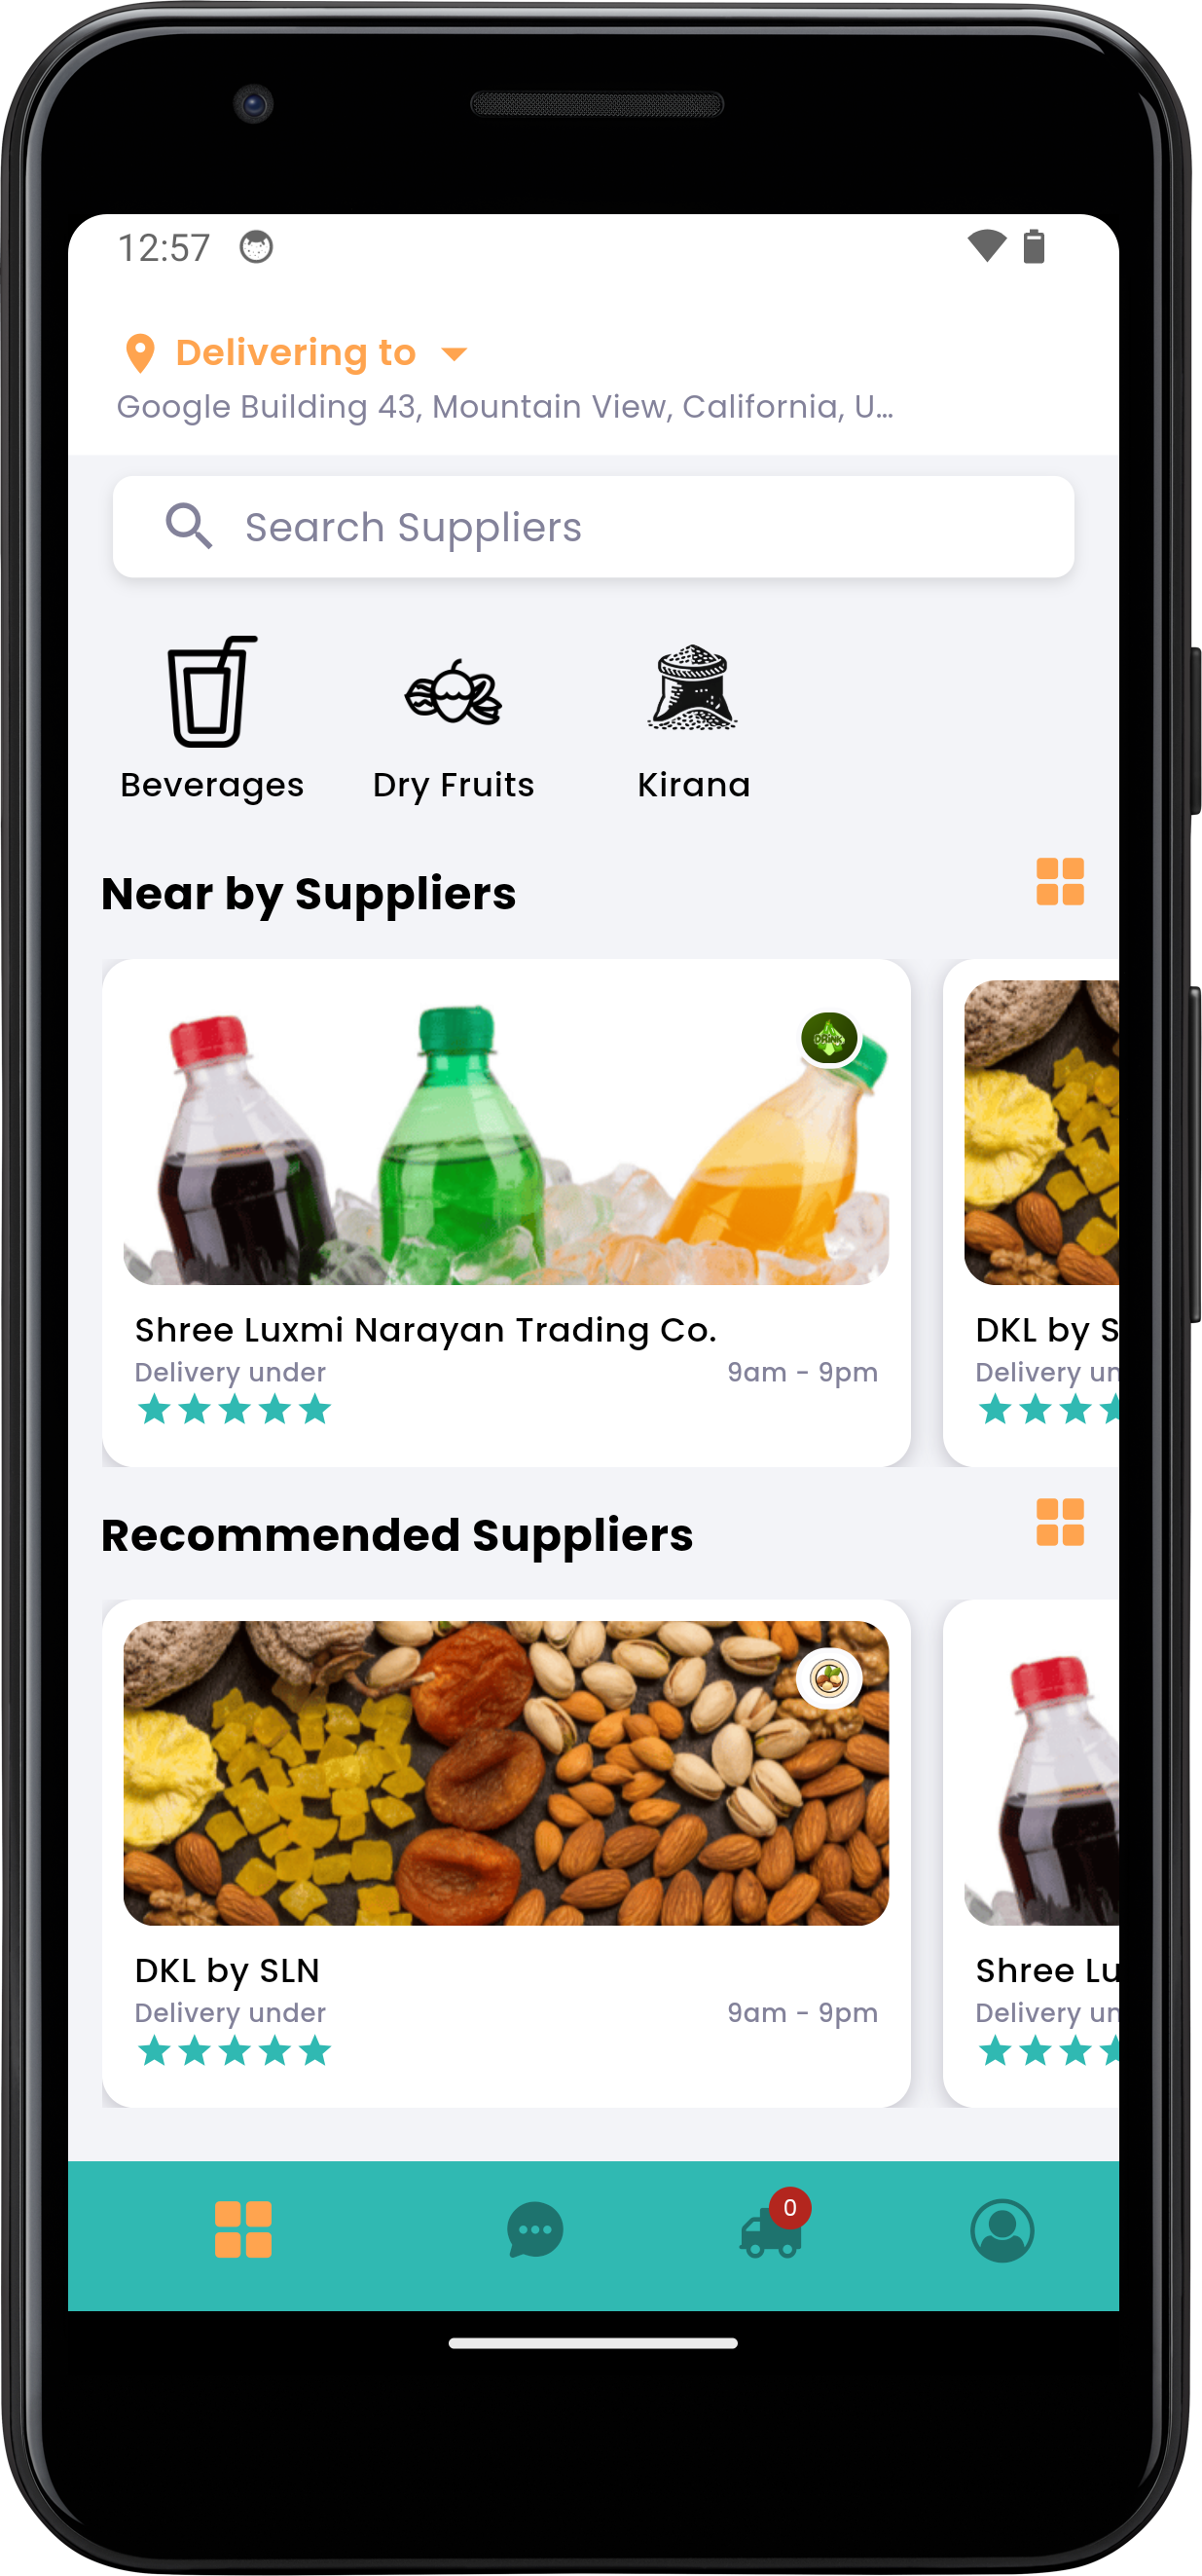 12:57
Delivering to
Google Building 43, Mountain View, California, U...
Search Suppliers
Beverages Dry Fruits Kirana
Near by Suppliers
DRINK
Shree Luxmi Narayan Trading Co. DKL by S
Delivery under 9am - 9pm Delivery un
Recommended Suppliers
DKL by SLN Shree Lu
Delivery under 9am - 9pm Delivery un
0